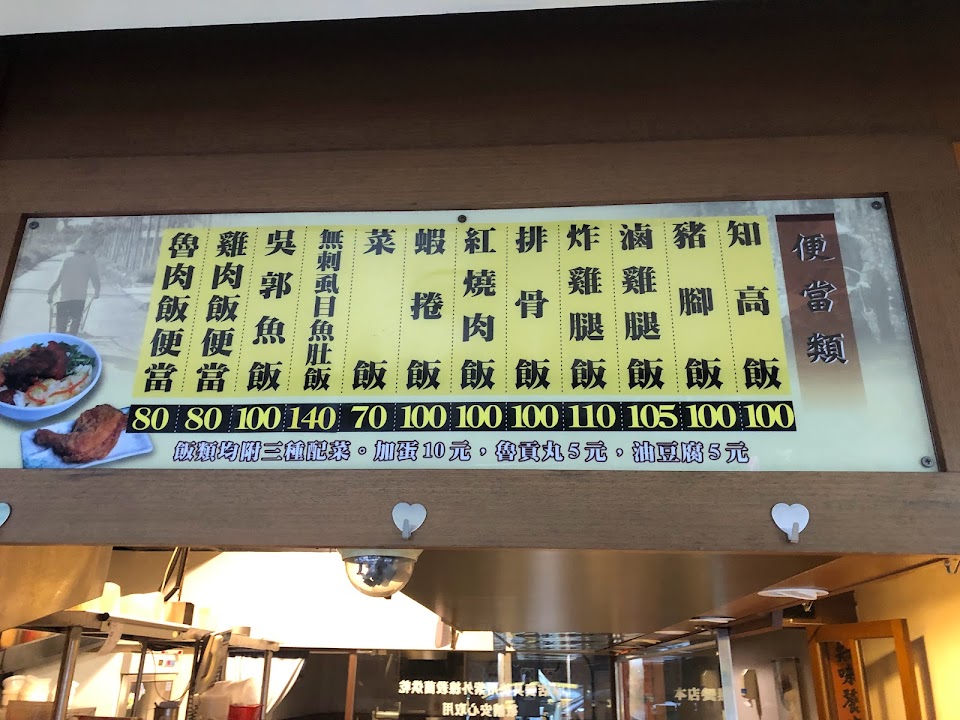 便當類
知高飯
豬腳飯
滷雞腿飯
炸雞腿飯
排骨飯
紅燒肉飯
蝦捲飯
菜飯
無刺虱目魚肚飯
吳郭魚飯
雞肉飯便當
魯肉飯便當
80 80 100 140 70 100 100 100 110 105 100 100
飯類均附三種配菜。加蛋10元，魯貢丸5元，油豆腐5元